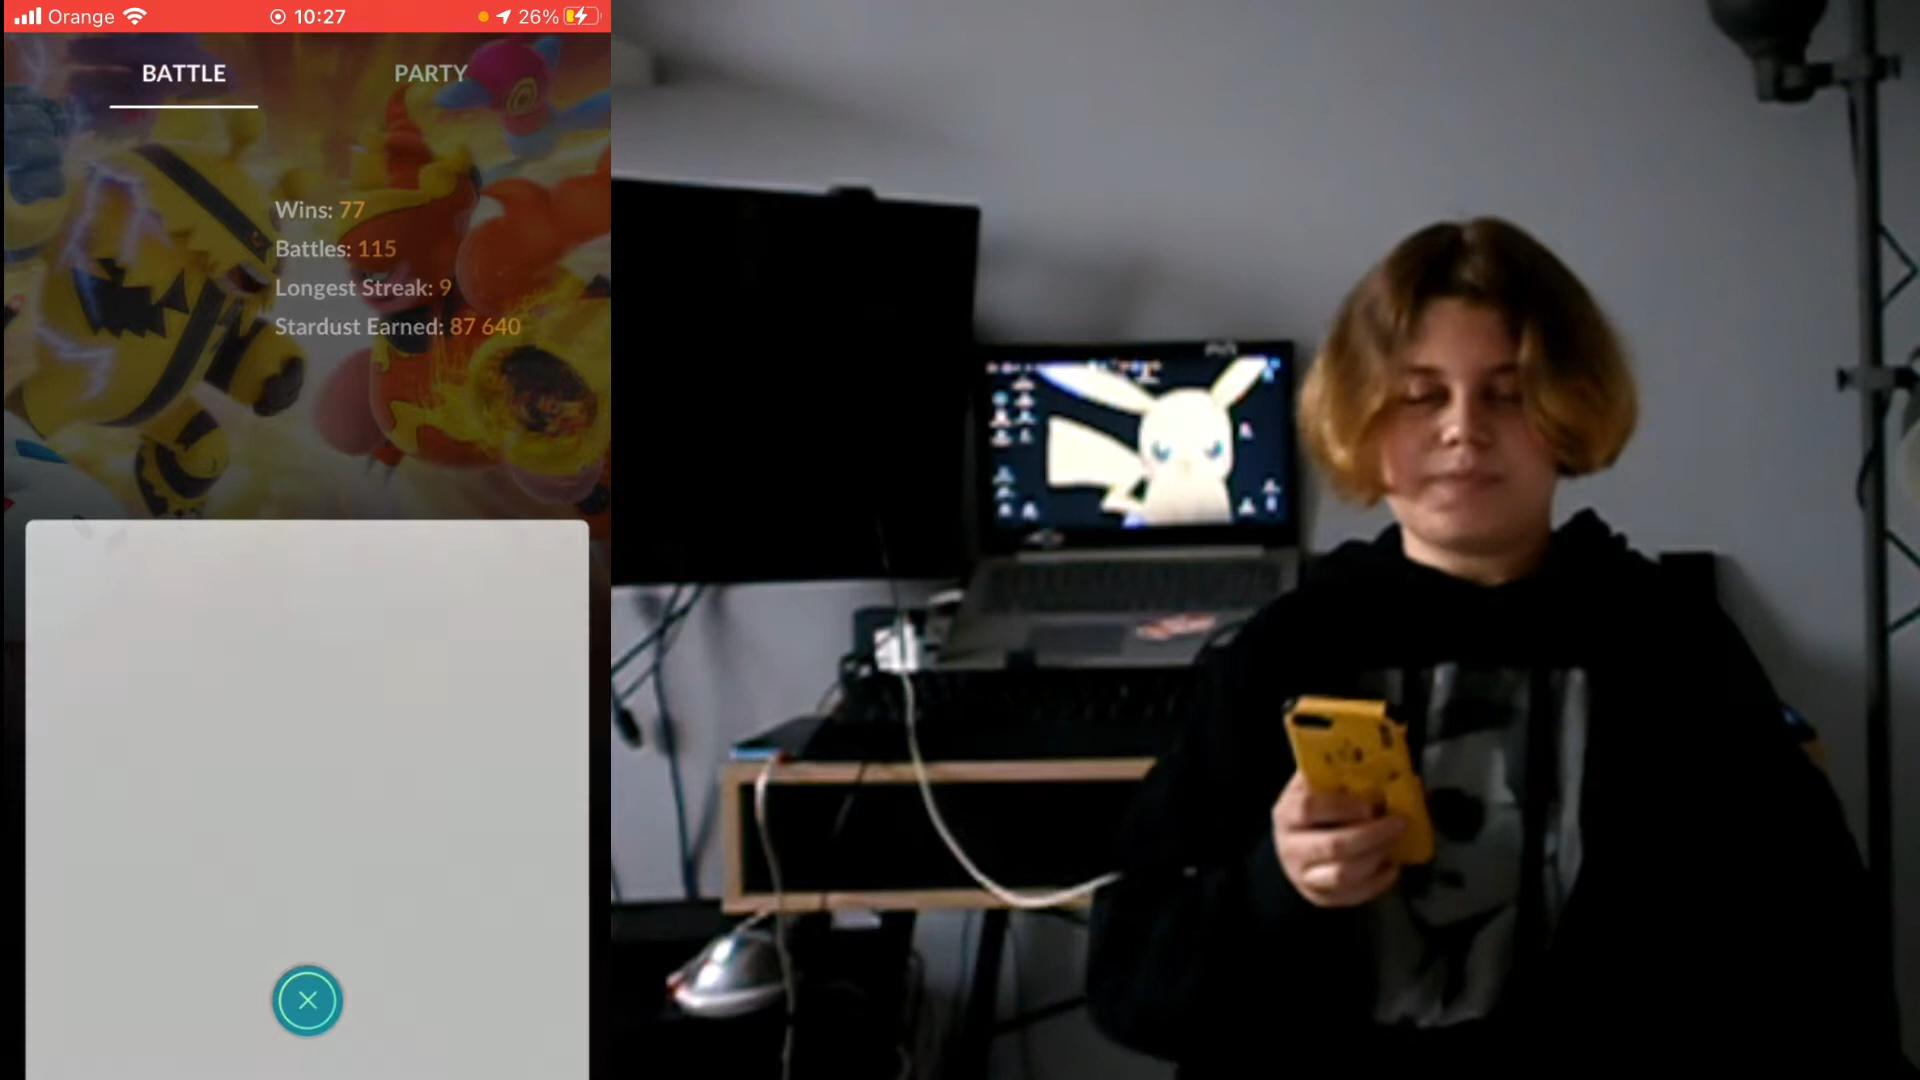 Orange 10:27 26%
BATTLE PARTY
Wins: 77
Battles: 115
Longest Streak: 9
Stardust Earned: 87 640